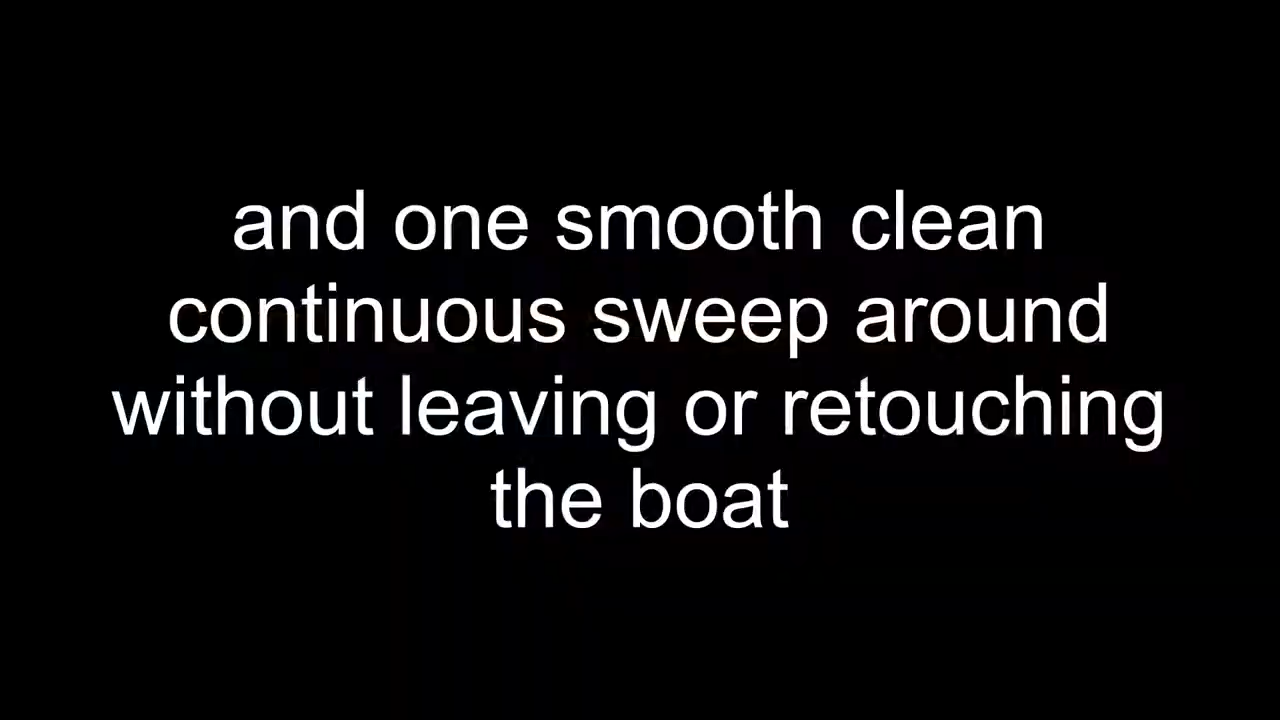 and one smooth clean
continuous sweep around
without leaving or retouching
the boat